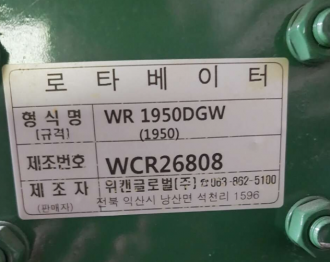 로타베이터
형식명 WR 1950DGW
(규격) (1950)
제조번호 WCR26808
제조자 위캔글로벌(주) ☎063-862-5100
(판매자) 전북 익산시 낭산면 석천리 1596